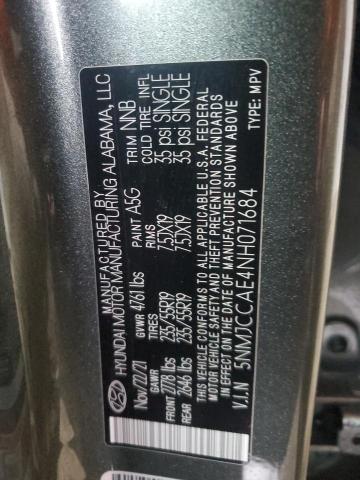 MANUFACTURED BY
HYUNDAI MOTOR MANUFACTURING ALABAMA, LLC
Nov/22/21 GVWR 4761 lbs PAINT A5G TRIM NNB
GAWR TIRES RIMS COLD TIRE INFL
FRONT 2778 lbs 235/55R19 7.5JX19 35 psi SINGLE
REAR 2646 lbs 235/55R19 7.5JX19 35 psi SINGLE
THIS VEHICLE CONFORMS TO ALL APPLICABLE U.S.A. FEDERAL
MOTOR VEHICLE SAFETY AND THEFT PREVENTION STANDARDS
IN EFFECT ON THE DATE OF MANUFACTURE SHOWN ABOVE
V.I.N 5NMJCCAE4NH071684 TYPE: MPV